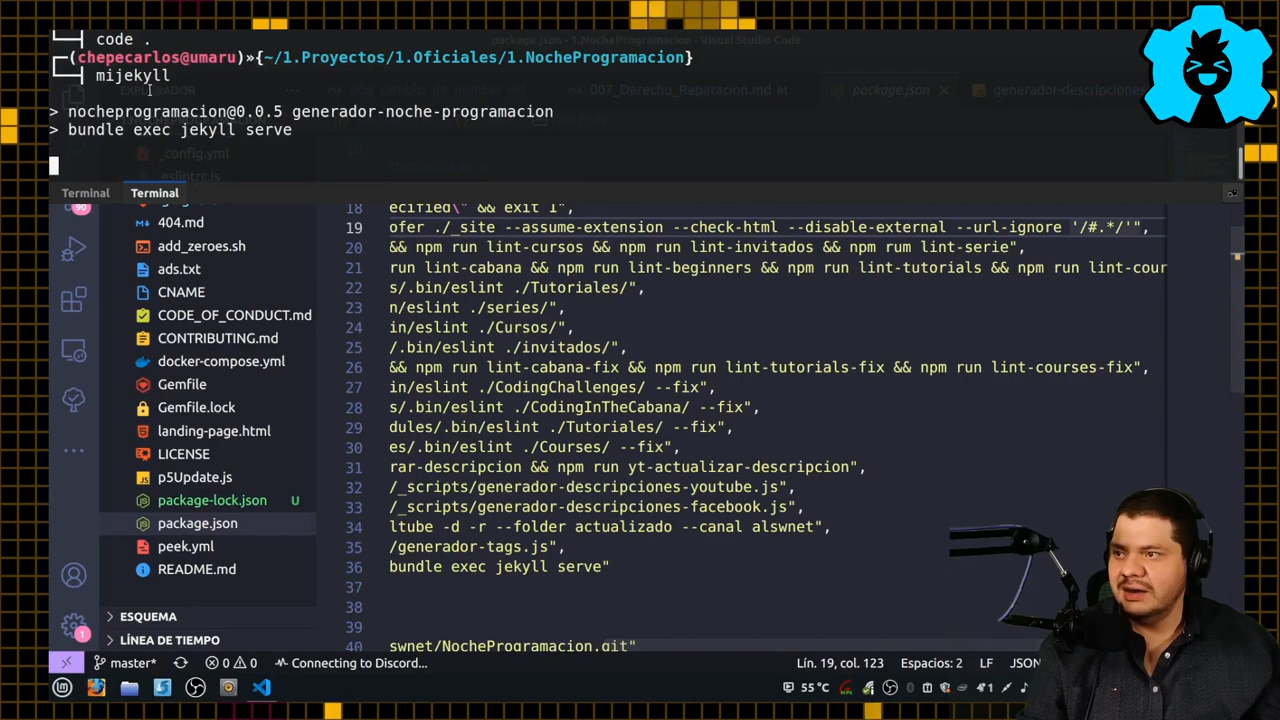 code .
(chepecarlos@umaru)»{~/1.Proyectos/1.Oficiales/1.NocheProgramacion}
mijekyll
> nocheprogramacion@0.0.5 generador-noche-programacion
> bundle exec jekyll serve
package.json - 1.NocheProgramacion - Visual Studio Code
EXPLORADOR
007_Derecho_Reparacion.md M
package.json
generador-descripciones
_config.yml
.eslintrc.js
Terminal
Terminal
90
404.md
add_zeroes.sh
ads.txt
CNAME
CODE_OF_CONDUCT.md
CONTRIBUTING.md
docker-compose.yml
Gemfile
Gemfile.lock
landing-page.html
LICENSE
p5Update.js
package-lock.json U
package.json
peek.yml
README.md
ESQUEMA
LÍNEA DE TIEMPO
18 ecified\" && exit 1",
19 ofer ./_site --assume-extension --check-html --disable-external --url-ignore '/#.*/'",
20 && npm run lint-cursos && npm run lint-invitados && npm rum lint-serie",
21 run lint-cabana && npm run lint-beginners && npm run lint-tutorials && npm run lint-cour
22 s/.bin/eslint ./Tutoriales/",
23 n/eslint ./series/",
24 in/eslint ./Cursos/",
25 /.bin/eslint ./invitados/",
26 && npm run lint-cabana-fix && npm run lint-tutorials-fix && npm run lint-courses-fix",
27 in/eslint ./CodingChallenges/ --fix",
28 s/.bin/eslint ./CodingInTheCabana/ --fix",
29 dules/.bin/eslint ./Tutoriales/ --fix",
30 es/.bin/eslint ./Courses/ --fix",
31 rar-descripcion && npm run yt-actualizar-descripcion",
32 /_scripts/generador-descripciones-youtube.js",
33 /_scripts/generador-descripciones-facebook.js",
34 ltube -d -r --folder actualizado --canal alswnet",
35 /generador-tags.js",
36 bundle exec jekyll serve"
37
38
39
40 swnet/NocheProgramacion.git"
1
master*
0 0
Connecting to Discord...
Lín. 19, col. 123
Espacios: 2
LF
JSON
55 °C
0
1